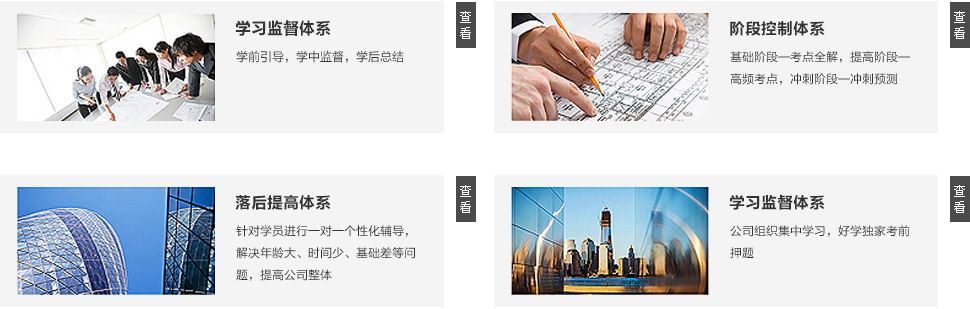 学习监督体系
学前引导，学中监督，学后总结
查看
阶段控制体系
基础阶段—考点全解，提高阶段—
高频考点，冲刺阶段—冲刺预测
查看
落后提高体系
针对学员进行一对一个性化辅导，
解决年龄大、时间少、基础差等问
题，提高公司整体
查看
学习监督体系
公司组织集中学习，好学独家考前
押题
查看